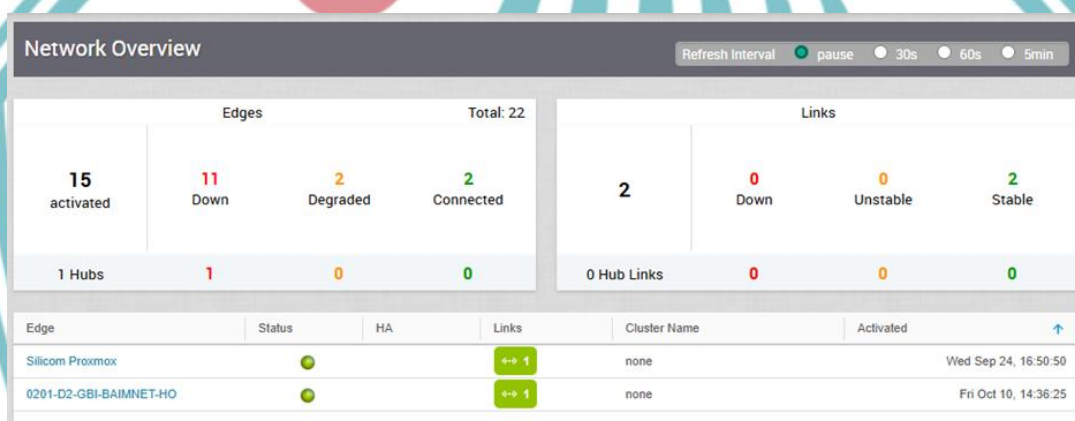 Network Overview
Refresh Interval pause 30s 60s 5min
Edges Total: 22
15 activated
11 Down
2 Degraded
2 Connected
1 Hubs 1 0 0
Links
2
0 Down
0 Unstable
2 Stable
0 Hub Links 0 0 0
Edge Status HA Links Cluster Name Activated
Silicom Proxmox 1 none Wed Sep 24, 16:50:50
0201-D2-GBI-BAIMNET-HO 1 none Fri Oct 10, 14:36:25